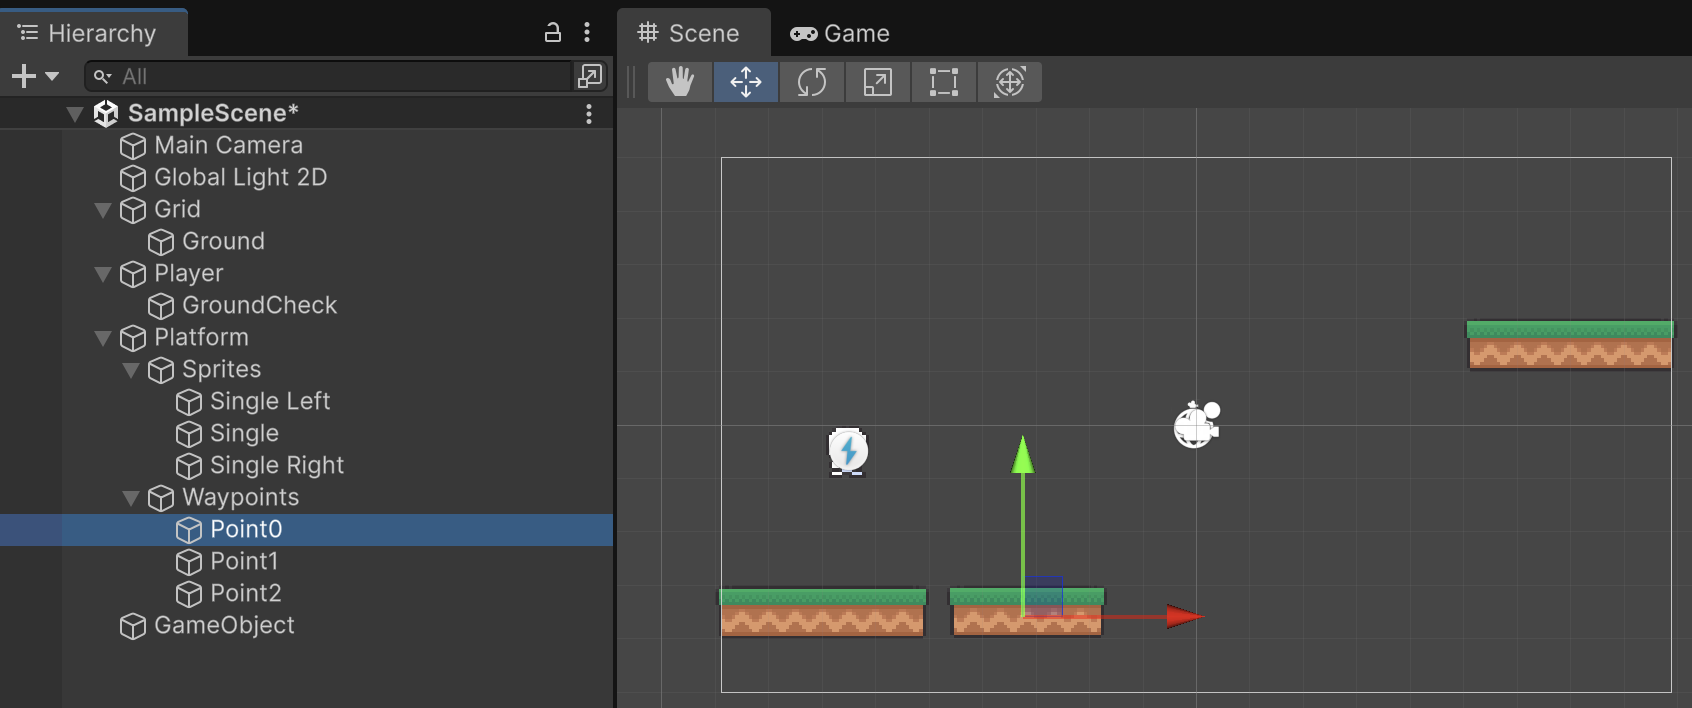 Hierarchy
All
SampleScene*
Main Camera
Global Light 2D
Grid
Ground
Player
GroundCheck
Platform
Sprites
Single Left
Single
Single Right
Waypoints
Point0
Point1
Point2
GameObject
Scene
Game